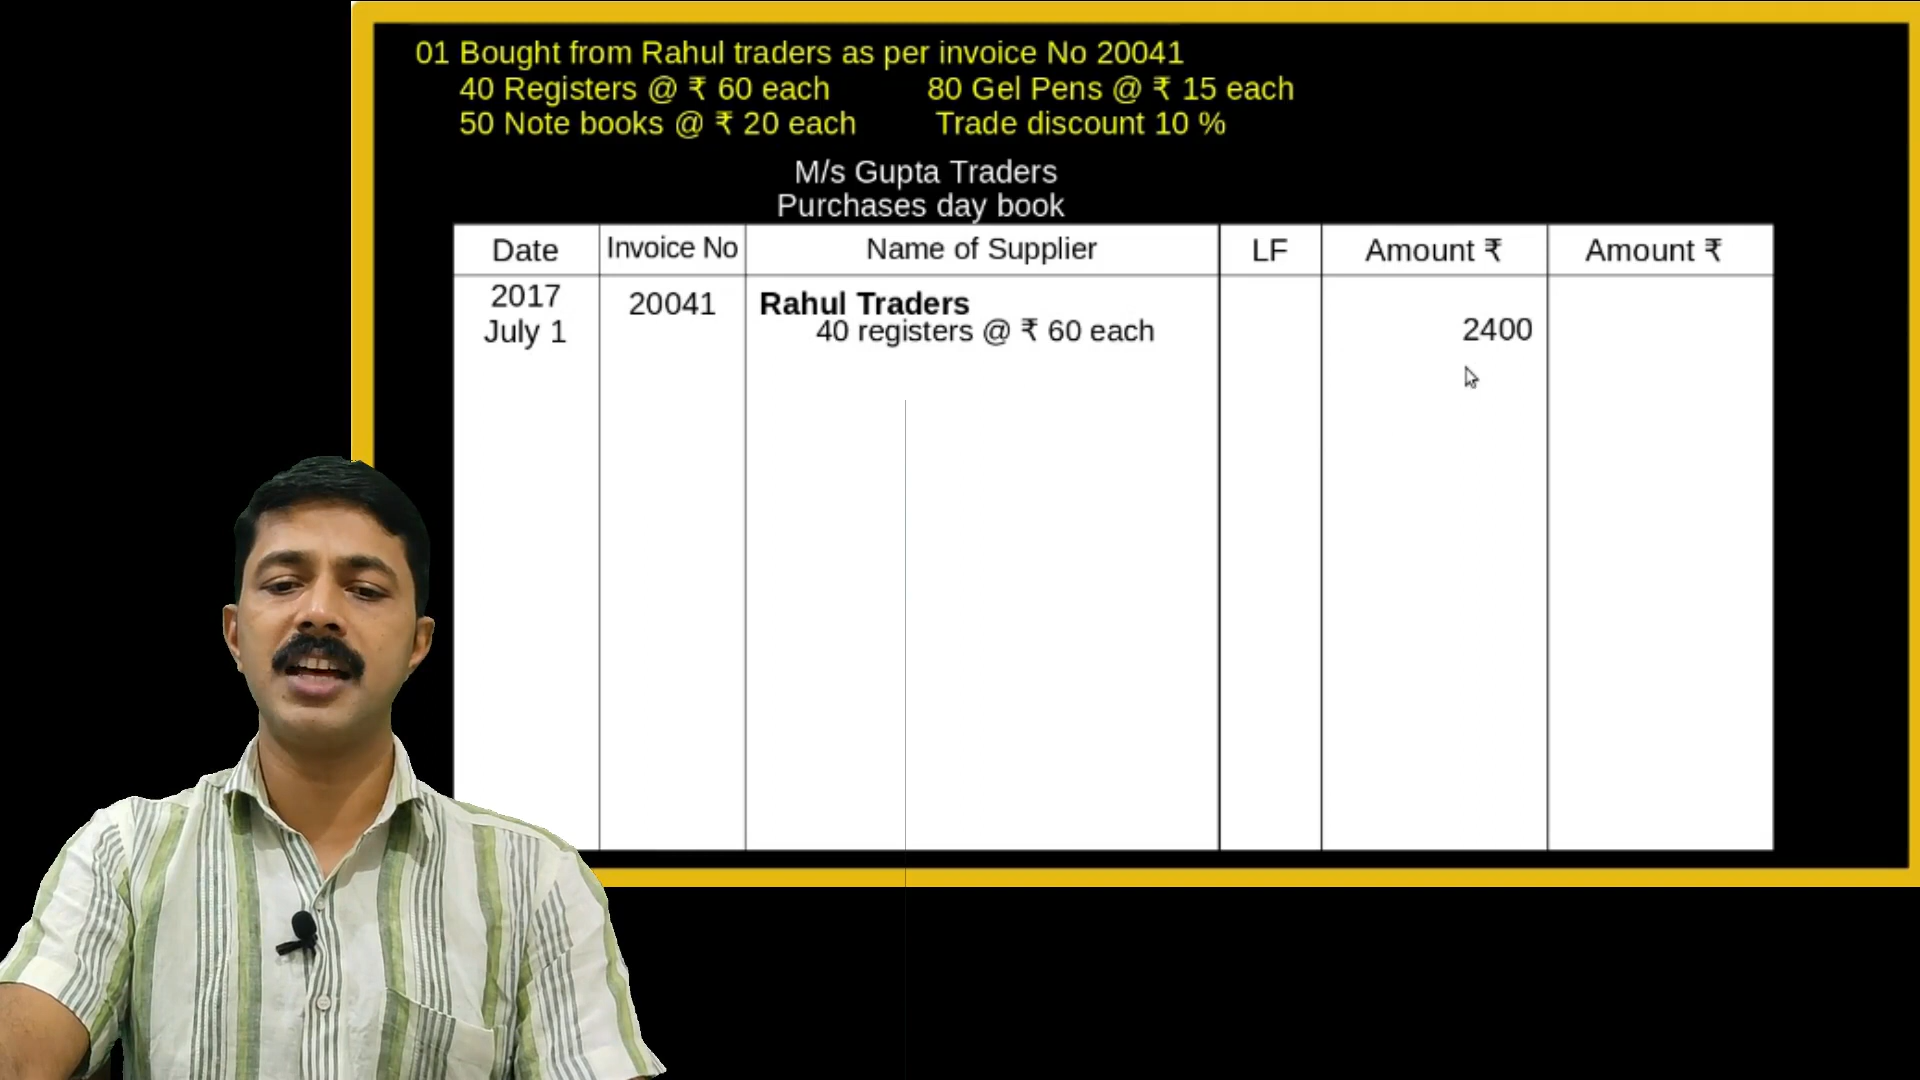 01 Bought from Rahul traders as per invoice No 20041
40 Registers @ ₹ 60 each 80 Gel Pens @ ₹ 15 each
50 Note books @ ₹ 20 each Trade discount 10 %
M/s Gupta Traders
Purchases day book
Date Invoice No Name of Supplier LF Amount ₹ Amount ₹
2017 20041 Rahul Traders
July 1 40 registers @ ₹ 60 each 2400